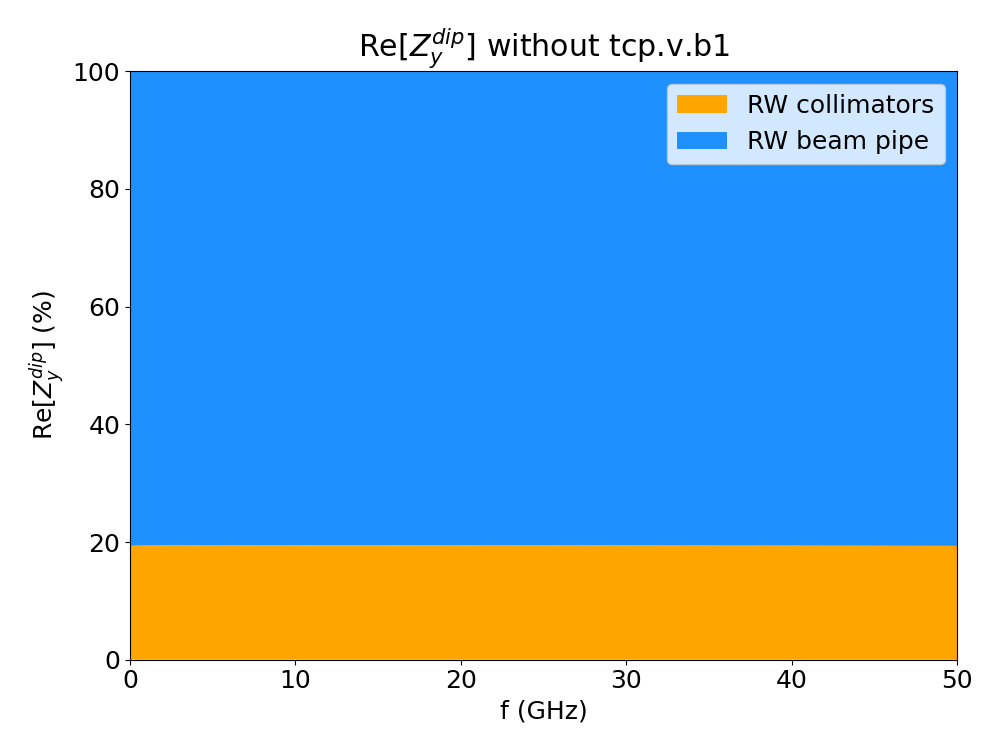 Re[Z_y^{dip}] without tcp.v.b1
RW collimators
RW beam pipe
Re[Z_y^{dip}] (%)
100
80
60
40
20
0
0 10 20 30 40 50
f (GHz)